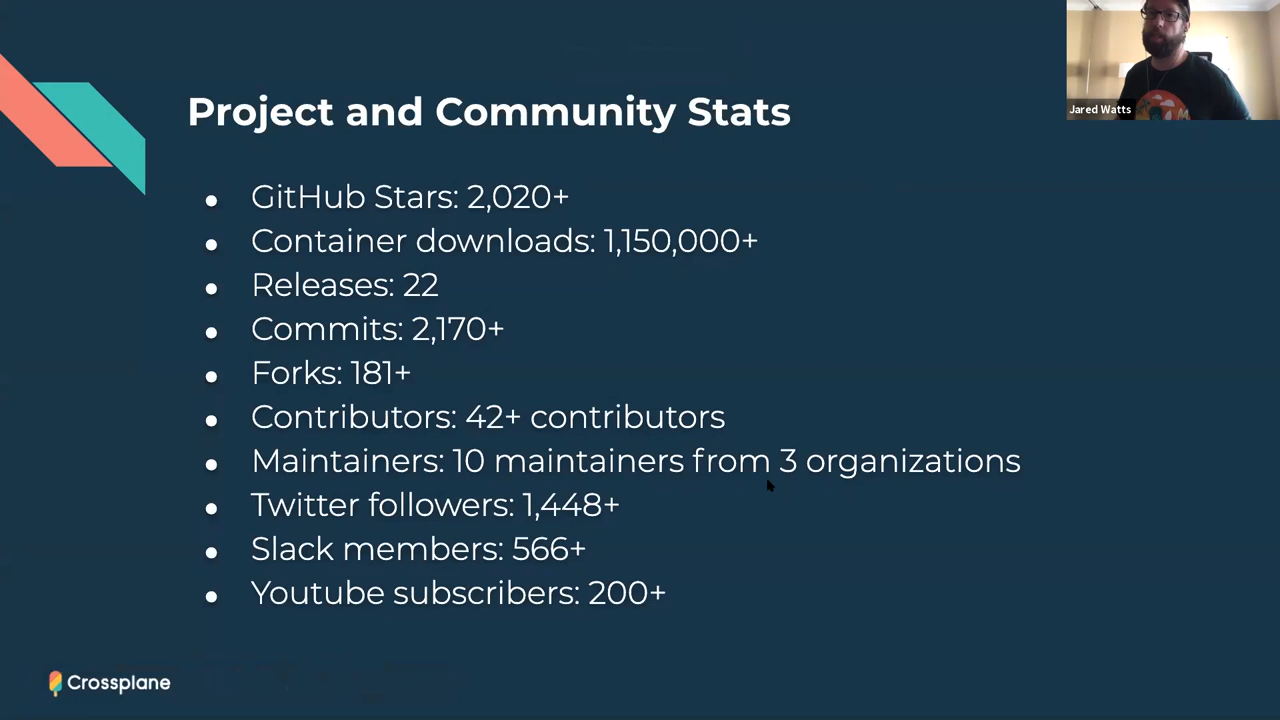 Jared Watts
Project and Community Stats
● GitHub Stars: 2,020+
● Container downloads: 1,150,000+
● Releases: 22
● Commits: 2,170+
● Forks: 181+
● Contributors: 42+ contributors
● Maintainers: 10 maintainers from 3 organizations
● Twitter followers: 1,448+
● Slack members: 566+
● Youtube subscribers: 200+
Crossplane